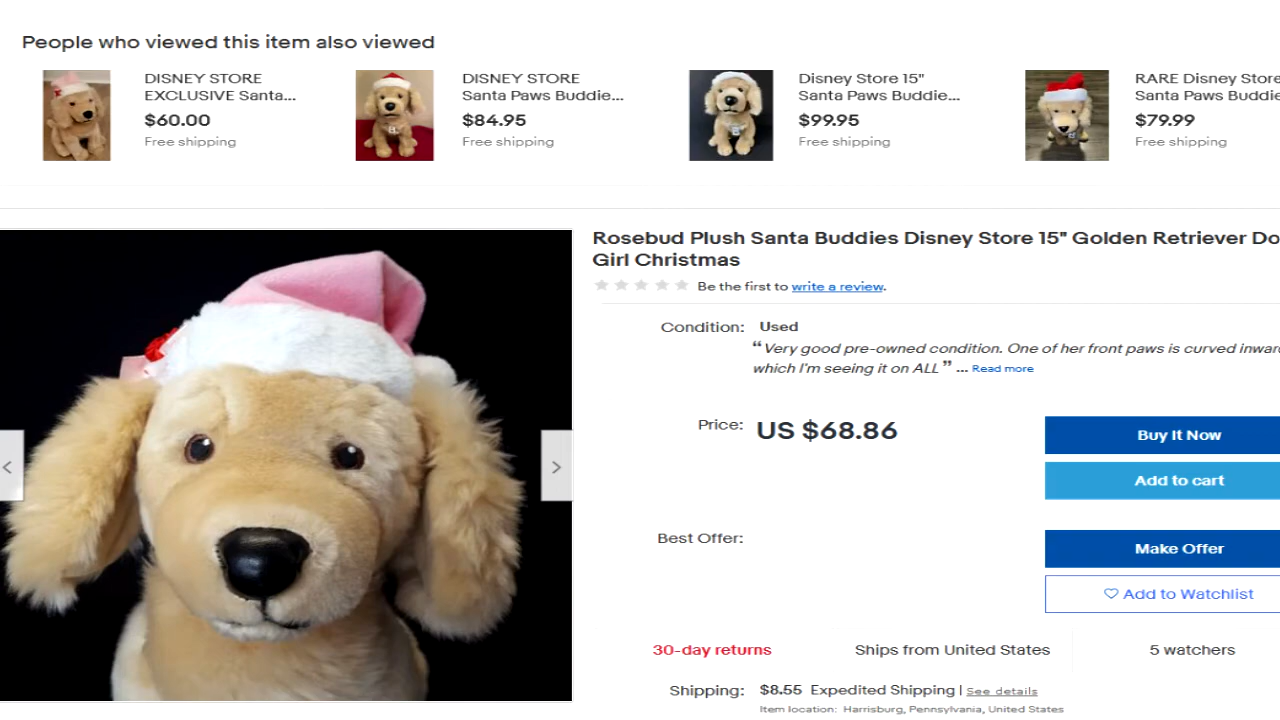 People who viewed this item also viewed
DISNEY STORE
EXCLUSIVE Santa...
$60.00
Free shipping
DISNEY STORE
Santa Paws Buddie...
$84.95
Free shipping
Disney Store 15"
Santa Paws Buddie...
$99.95
Free shipping
RARE Disney Store
Santa Paws Buddie
$79.99
Free shipping
Rosebud Plush Santa Buddies Disney Store 15" Golden Retriever Do
Girl Christmas
Be the first to write a review.
Condition: Used
“Very good pre-owned condition. One of her front paws is curved inward
which I'm seeing it on ALL” ... Read more
Price: US $68.86
Buy It Now
Add to cart
Best Offer:
Make Offer
Add to Watchlist
30-day returns Ships from United States 5 watchers
Shipping: $8.55 Expedited Shipping | See details
Item location: Harrisburg, Pennsylvania, United States